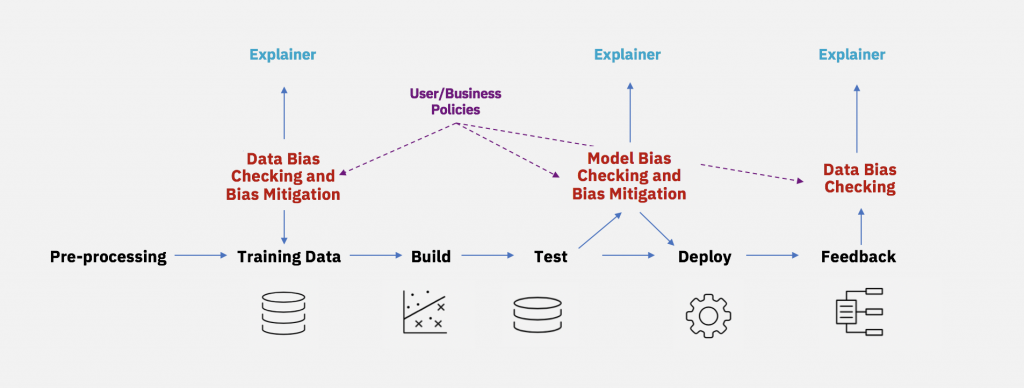 Explainer
Explainer
Explainer
User/Business
Policies
Data Bias
Checking and
Bias Mitigation
Model Bias
Checking and
Bias Mitigation
Data Bias
Checking
Pre-processing
Training Data
Build
Test
Deploy
Feedback